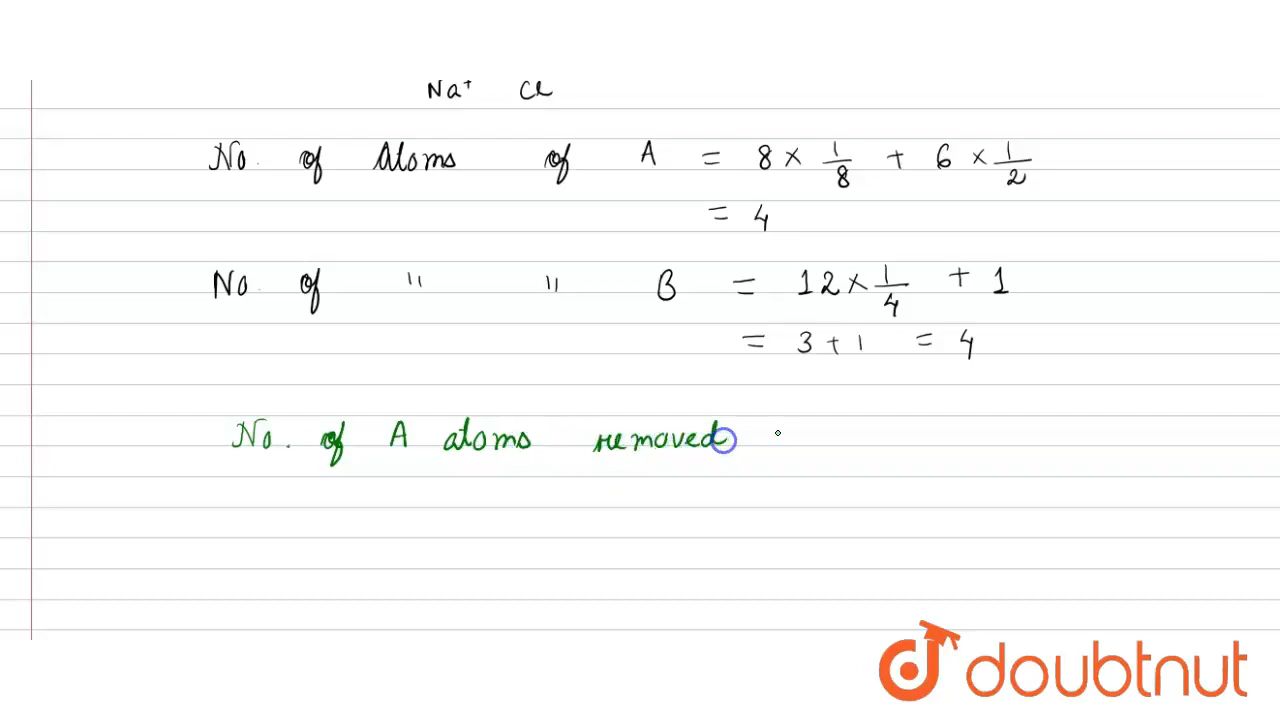 Na⁺ Cl
No. of Atoms of A = 8 × 1/8 + 6 × 1/2
= 4
No. of " " B = 12 × 1/4 + 1
= 3 + 1 = 4
No. of A atoms removed
doubtnut